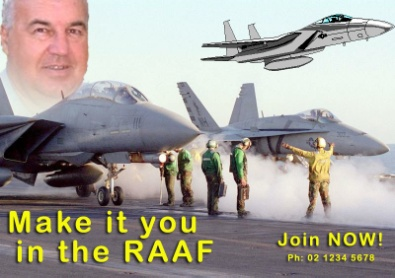 Make it you
in the RAAF
Join NOW!
Ph: 02 1234 5678